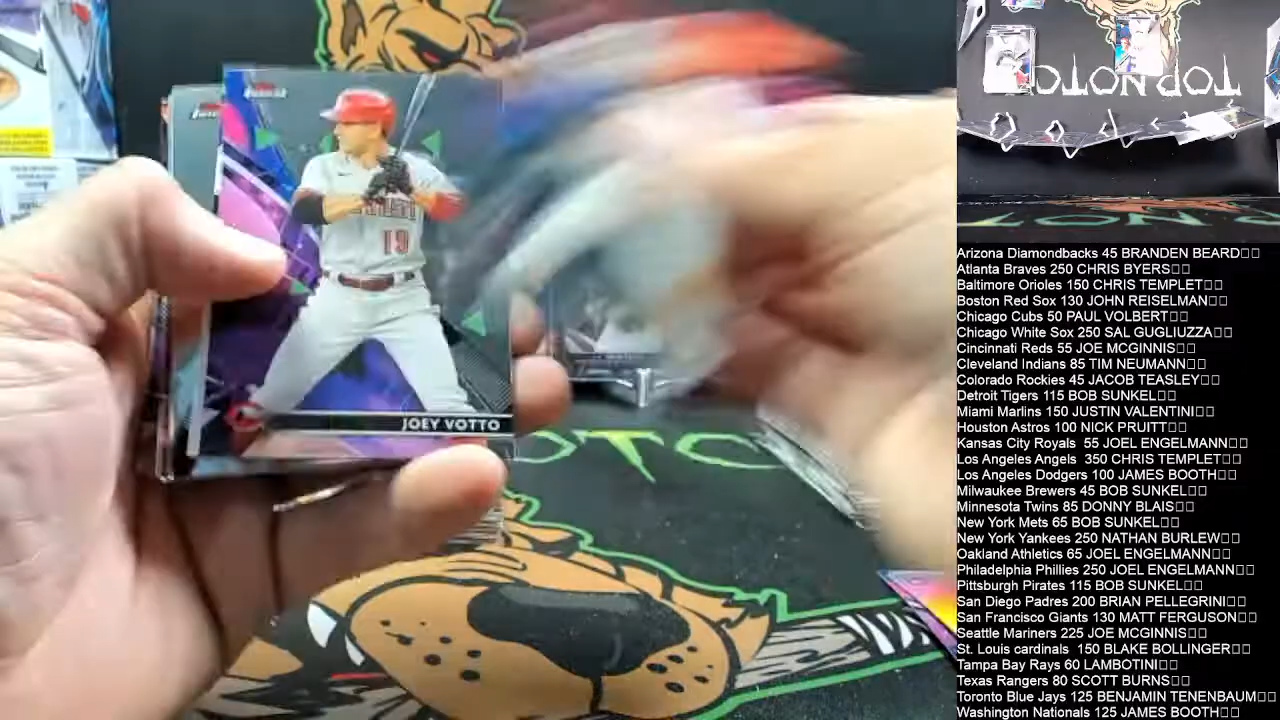 FINEST
JOEY VOTTO
19
TOP NOTCH
Arizona Diamondbacks 45 BRANDEN BEARD□□
Atlanta Braves 250 CHRIS BYERS□□
Baltimore Orioles 150 CHRIS TEMPLET□□
Boston Red Sox 130 JOHN REISELMAN□□
Chicago Cubs 50 PAUL VOLBERT□□
Chicago White Sox 250 SAL GUGLIUZZA□□
Cincinnati Reds 55 JOE MCGINNIS□□
Cleveland Indians 85 TIM NEUMANN□□
Colorado Rockies 45 JACOB TEASLEY□□
Detroit Tigers 115 BOB SUNKEL□□
Miami Marlins 150 JUSTIN VALENTINI□□
Houston Astros 100 NICK PRUITT□□
Kansas City Royals  55 JOEL ENGELMANN□□
Los Angeles Angels  350 CHRIS TEMPLET□□
Los Angeles Dodgers 100 JAMES BOOTH□□
Milwaukee Brewers 45 BOB SUNKEL□□
Minnesota Twins 85 DONNY BLAIS□□
New York Mets 65 BOB SUNKEL□□
New York Yankees 250 NATHAN BURLEW□□
Oakland Athletics 65 JOEL ENGELMANN□□
Philadelphia Phillies 250 JOEL ENGELMANN□□
Pittsburgh Pirates 115 BOB SUNKEL□□
San Diego Padres 200 BRIAN PELLEGRINI□□
San Francisco Giants 130 MATT FERGUSON□□
Seattle Mariners 225 JOE MCGINNIS□□
St. Louis cardinals  150 BLAKE BOLLINGER□□
Tampa Bay Rays 60 LAMBOTINI□□
Texas Rangers 80 SCOTT BURNS□□
Toronto Blue Jays 125 BENJAMIN TENENBAUM□□
Washington Nationals 125 JAMES BOOTH□□